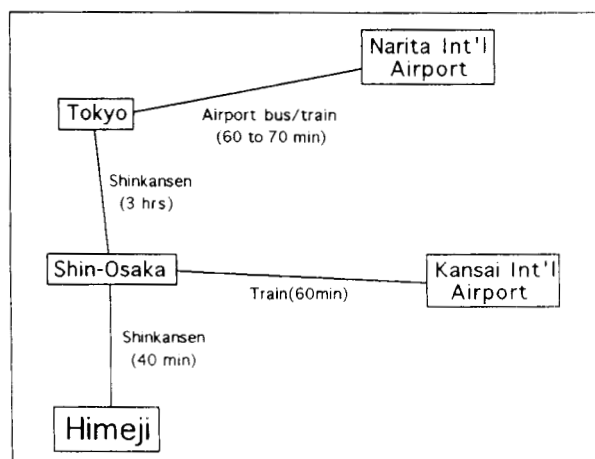 Narita Int'l
Airport
Tokyo
Airport bus/train
(60 to 70 min)
Shinkansen
(3 hrs)
Shin-Osaka
Kansai Int'l
Airport
Train(60min)
Shinkansen
(40 min)
Himeji